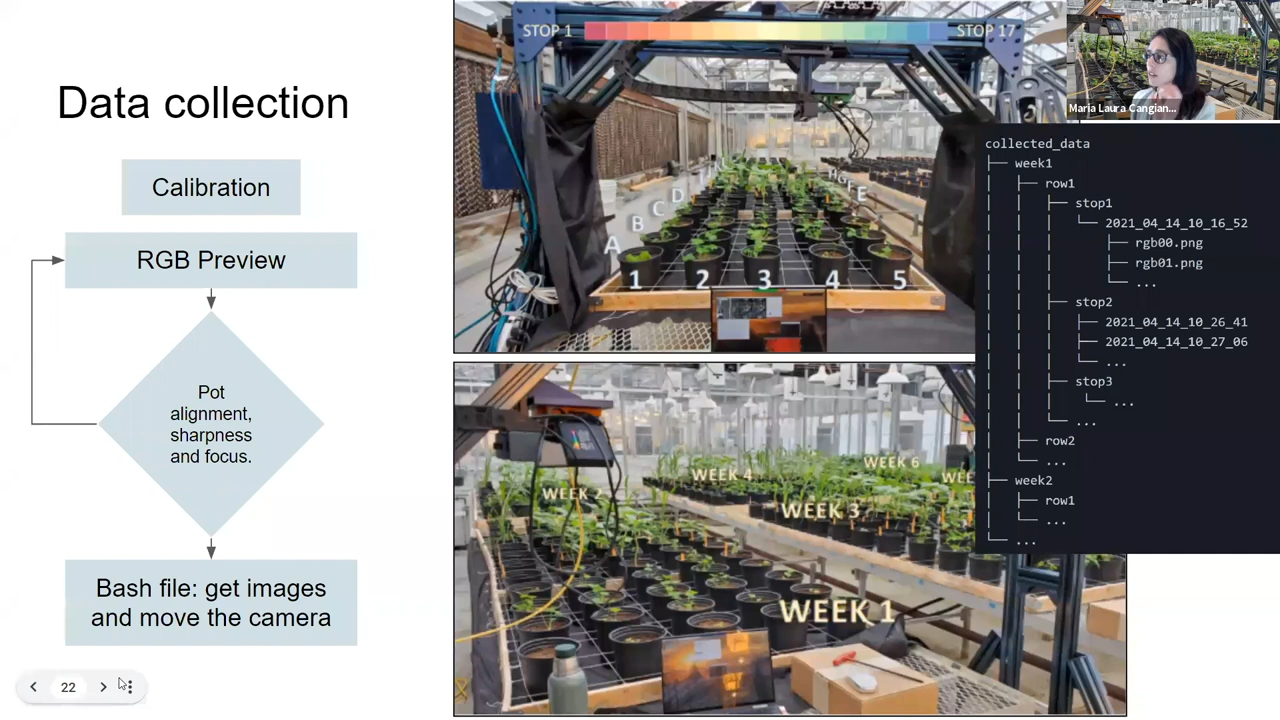 Data collection
Calibration
RGB Preview
Pot
alignment,
sharpness
and focus.
Bash file: get images
and move the camera
22
STOP 1
STOP 17
A
B
C
D
E
F
G
H
1
2
3
4
5
WEEK 2
WEEK 4
WEEK 6
WEEK 3
WEE
WEEK 1
Maria Laura Cangian...
collected_data
├── week1
│ ├── row1
│ │ ├── stop1
│ │ │ └── 2021_04_14_10_16_52
│ │ │ ├── rgb00.png
│ │ │ ├── rgb01.png
│ │ │ └── ...
│ │ ├── stop2
│ │ │ ├── 2021_04_14_10_26_41
│ │ │ ├── 2021_04_14_10_27_06
│ │ │ └── ...
│ │ ├── stop3
│ │ │ └── ...
│ │ └── ...
│ ├── row2
│ └── ...
├── week2
│ ├── row1
│ └── ...
└── ...